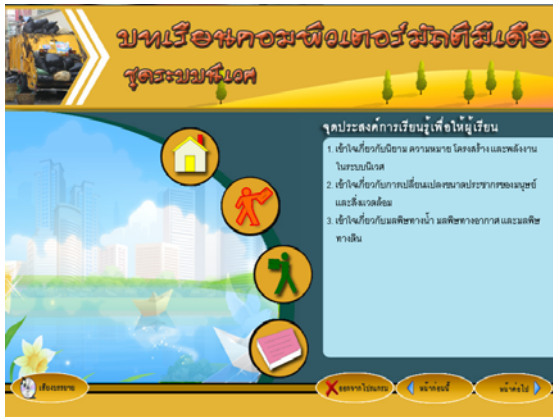 บทเรียนคอมพิวเตอร์มัลติมีเดีย
ชุดระบบนิเวศ
จุดประสงค์การเรียนรู้เพื่อให้ผู้เรียน
1. เข้าใจเกี่ยวกับนิยาม ความหมาย โครงสร้าง และพลังงาน
ในระบบนิเวศ
2. เข้าใจเกี่ยวกับการเปลี่ยนแปลงขนาดประชากรของมนุษย์
และสิ่งแวดล้อม
3. เข้าใจเกี่ยวกับมลพิษทางน้ำ มลพิษทางอากาศ และมลพิษ
ทางดิน
เสียงบรรยาย
ออกจากโปรแกรม
หน้าก่อนนี้
หน้าต่อไป